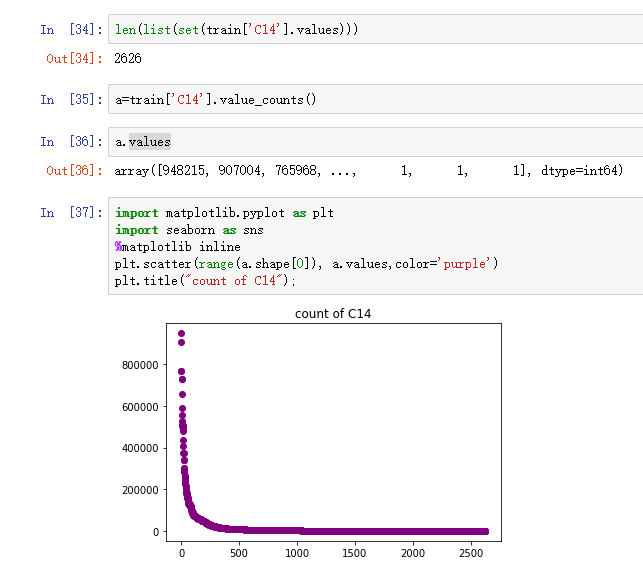 In [34]: len(list(set(train['C14'].values)))
Out[34]: 2626
In [35]: a=train['C14'].value_counts()
In [36]: a.values
Out[36]: array([948215, 907004, 765968, ..., 1, 1, 1], dtype=int64)
In [37]: import matplotlib.pyplot as plt
import seaborn as sns
%matplotlib inline
plt.scatter(range(a.shape[0]), a.values,color='purple')
plt.title("count of C14");
count of C14
800000
600000
400000
200000
0
0 500 1000 1500 2000 2500